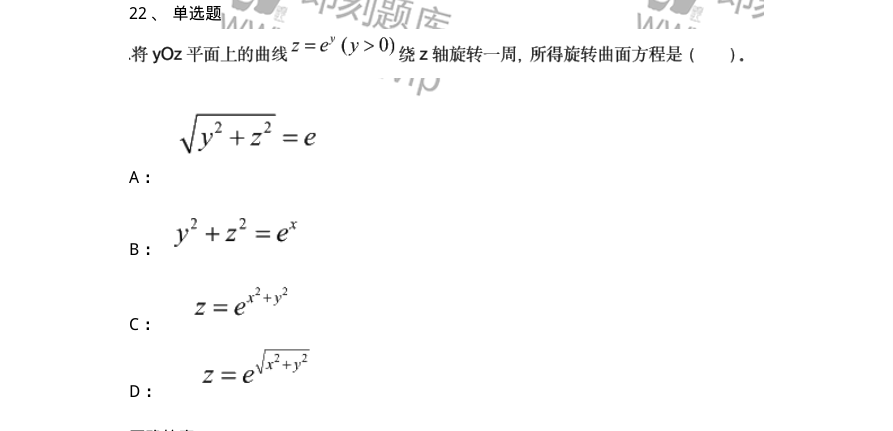 22 、 单选题
.将 yOz 平面上的曲线 z = e^y (y > 0) 绕 z 轴旋转一周, 所得旋转曲面方程是 (　　).
√(y² + z²) = e
A：
y² + z² = e^x
B：
z = e^(x²+y²)
C：
z = e^√(x²+y²)
D：